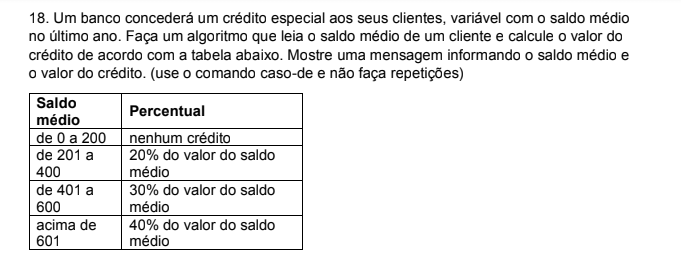 18. Um banco concederá um crédito especial aos seus clientes, variável com o saldo médio
no último ano. Faça um algoritmo que leia o saldo médio de um cliente e calcule o valor do
crédito de acordo com a tabela abaixo. Mostre uma mensagem informando o saldo médio e
o valor do crédito. (use o comando caso-de e não faça repetições)
Saldo
médio
Percentual
de 0 a 200
nenhum crédito
de 201 a
400
20% do valor do saldo
médio
de 401 a
600
30% do valor do saldo
médio
acima de
601
40% do valor do saldo
médio